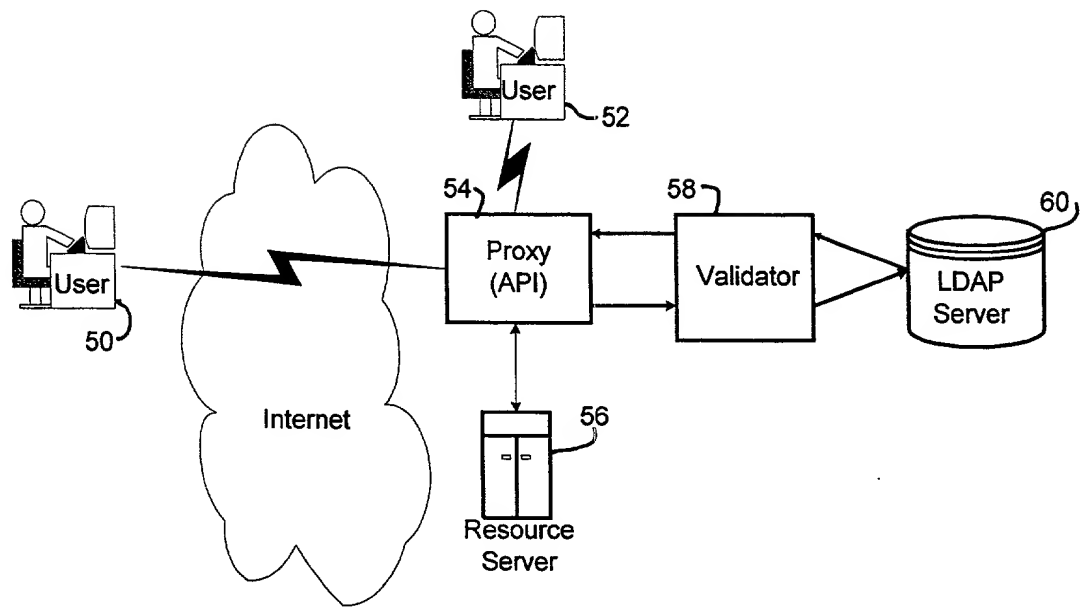 User
52
54
58
60
Proxy
(API)
Validator
LDAP
Server
User
50
Internet
56
Resource
Server